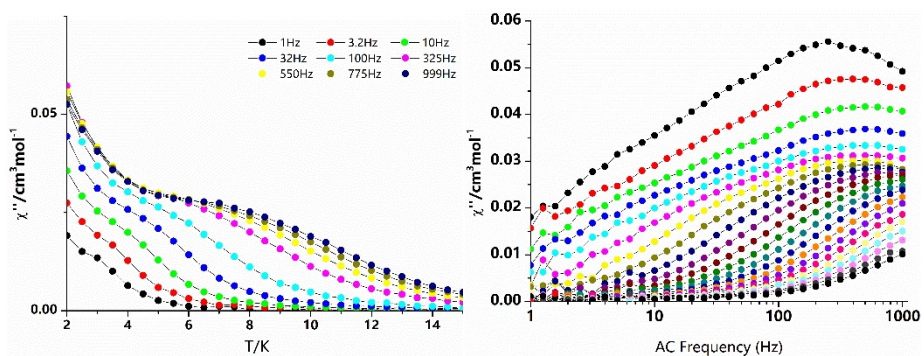 χ''/cm³mol⁻¹
0.05
0.00
1Hz 3.2Hz 10Hz
32Hz 100Hz 325Hz
550Hz 775Hz 999Hz
2 4 6 8 10 12 14
T/K
χ''/cm³mol⁻¹
0.06
0.05
0.04
0.03
0.02
0.01
0.00
1 10 100 1000
AC Frequency (Hz)